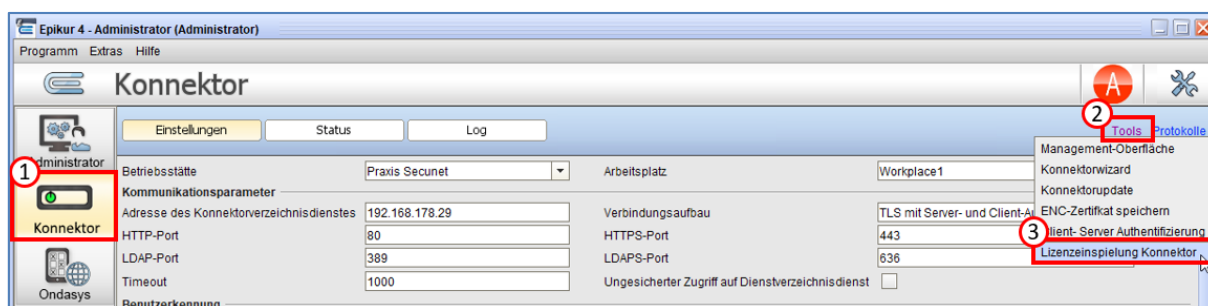 Epikur 4 - Administrator (Administrator)
Programm Extras Hilfe
Konnektor
A
2
Einstellungen Status Log
Tools Protokolle
Administrator
Management-Oberfläche
1
Betriebsstätte Praxis Secunet Arbeitsplatz Workplace1
Konnektorwizard
Kommunikationsparameter
Konnektorupdate
Adresse des Konnektorverzeichnisdienstes 192.168.178.29 Verbindungsaufbau TLS mit Server- und Client-Au
ENC-Zertifkat speichern
Konnektor
HTTP-Port 80 HTTPS-Port 443
3
Client- Server Authentifizierung
LDAP-Port 389 LDAPS-Port 636
Lizenzeinspielung Konnektor
Timeout 1000 Ungesicherter Zugriff auf Dienstverzeichnisdienst
Ondasys
Benutzerkennung